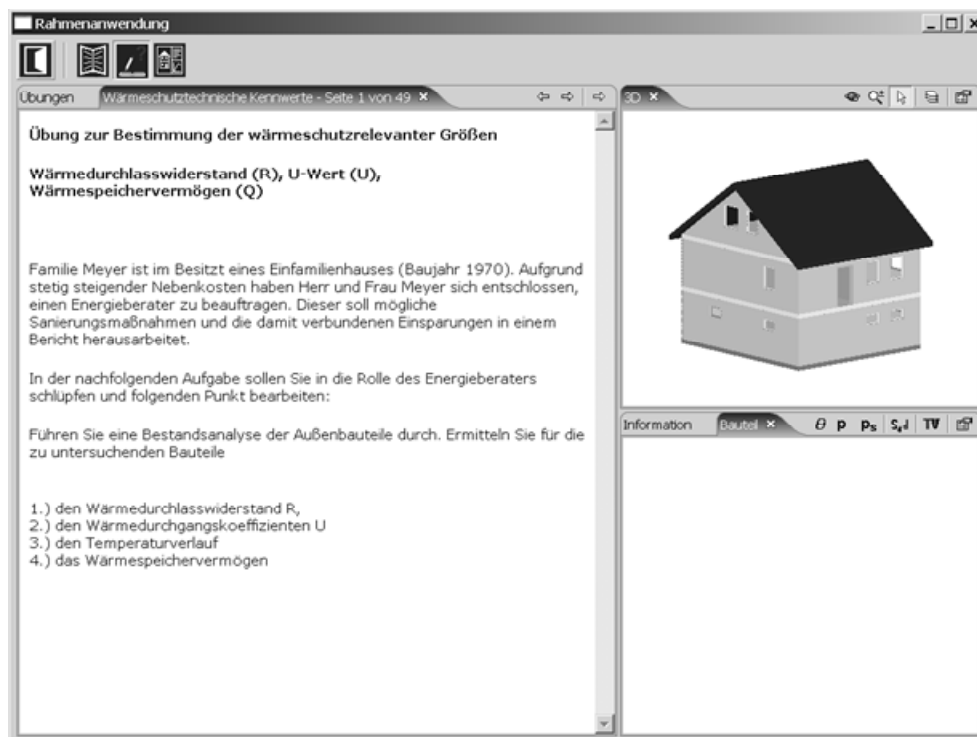 Rahmenanwendung
Übungen
Wärmeschutztechnische Kennwerte - Seite 1 von 49
Übung zur Bestimmung der wärmeschutzrelevanter Größen
Wärmedurchlasswiderstand (R), U-Wert (U),
Wärmespeichervermögen (Q)
Familie Meyer ist im Besitzt eines Einfamilienhauses (Baujahr 1970). Aufgrund
stetig steigender Nebenkosten haben Herr und Frau Meyer sich entschlossen,
einen Energieberater zu beauftragen. Dieser soll mögliche
Sanierungsmaßnahmen und die damit verbundenen Einsparungen in einem
Bericht herausarbeitet.
In der nachfolgenden Aufgabe sollen Sie in die Rolle des Energieberaters
schlüpfen und folgenden Punkt bearbeiten:
Führen Sie eine Bestandsanalyse der Außenbauteile durch. Ermitteln Sie für die
zu untersuchenden Bauteile
1.) den Wärmedurchlasswiderstand R,
2.) den Wärmedurchgangskoeffizienten U
3.) den Temperaturverlauf
4.) das Wärmespeichervermögen
3D
Information
Bauteil
θ p ps TV